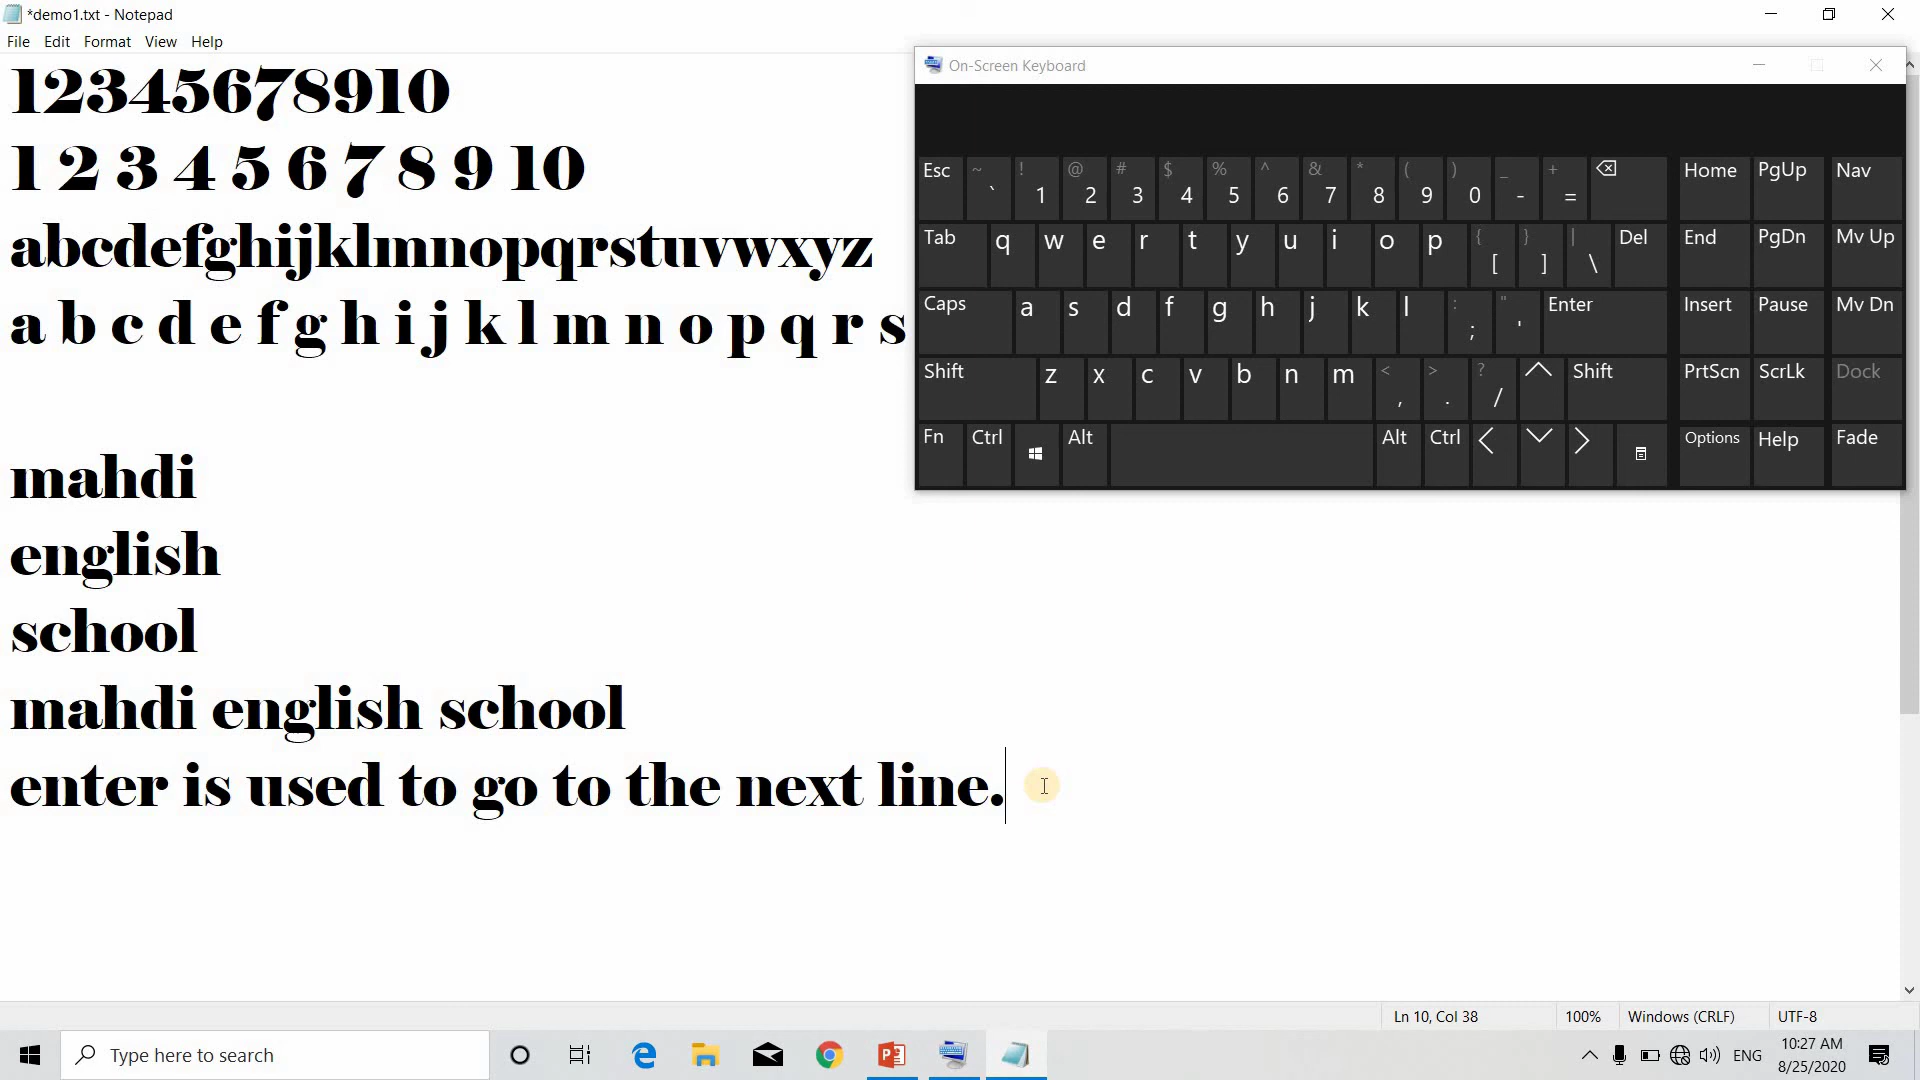 *demo1.txt - Notepad
File Edit Format View Help
12345678910
1 2 3 4 5 6 7 8 9 10
abcdefghijklmnopqrstuvwxyz
a b c d e f g h i j k l m n o p q r s
mahdi
english
school
mahdi english school
enter is used to go to the next line.
On-Screen Keyboard
Esc ~ ` ! 1 @ 2 # 3 $ 4 % 5 ^ 6 & 7 * 8 ( 9 ) 0 _ - + = Home PgUp Nav
Tab q w e r t y u i o p { [ } ] | \ Del End PgDn Mv Up
Caps a s d f g h j k l : ; " ' Enter Insert Pause Mv Dn
Shift z x c v b n m < , > . ? / Shift PrtScn ScrLk Dock
Fn Ctrl Alt Alt Ctrl Options Help Fade
Ln 10, Col 38 100% Windows (CRLF) UTF-8
Type here to search
ENG
10:27 AM
8/25/2020